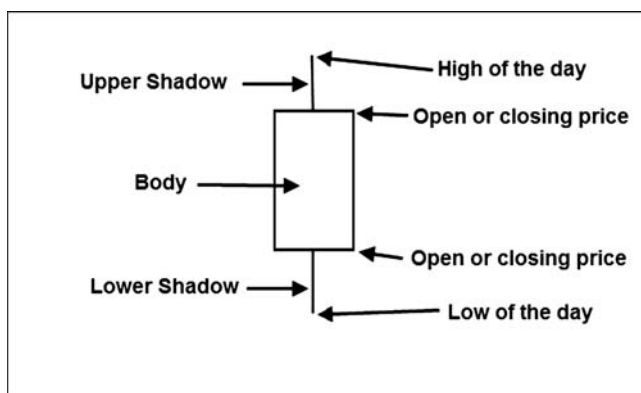 High of the day
Upper Shadow
Open or closing price
Body
Open or closing price
Lower Shadow
Low of the day